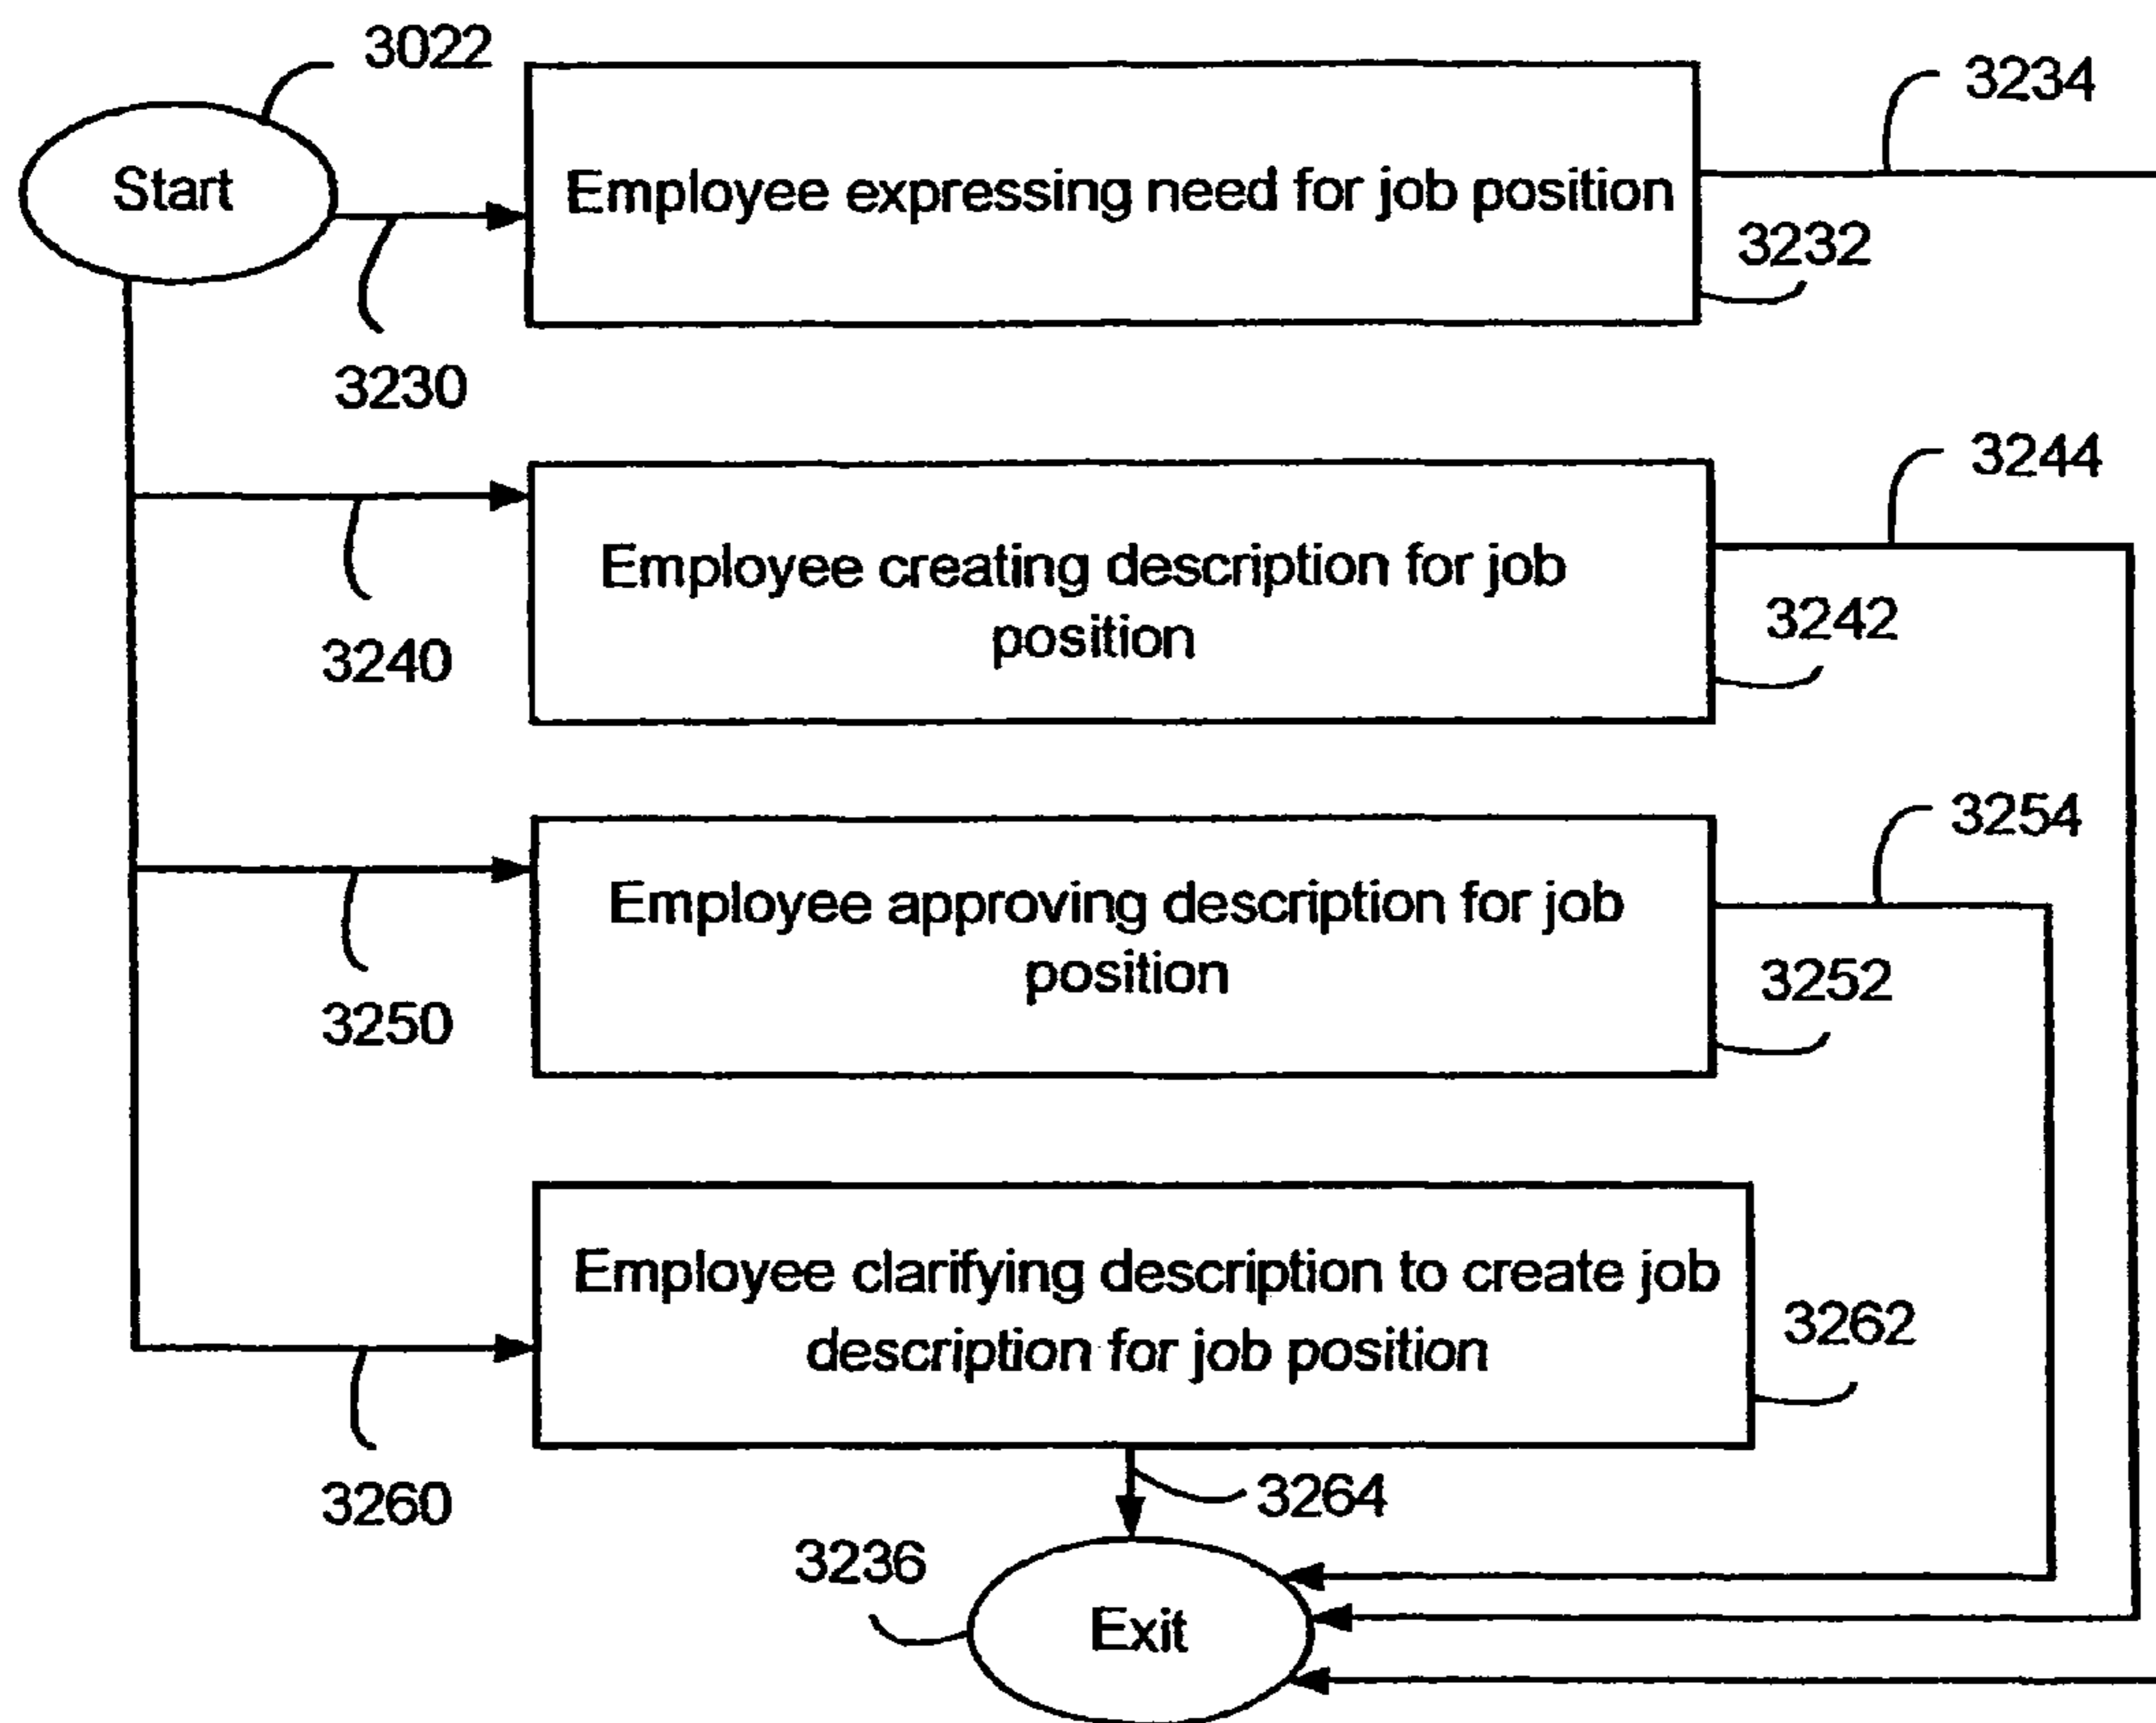 3022
Start
Employee expressing need for job position
3234
3232
3230
3244
Employee creating description for job
position
3242
3240
3254
Employee approving description for job
position
3252
3250
Employee clarifying description to create job
description for job position
3262
3260
3264
3236
Exit